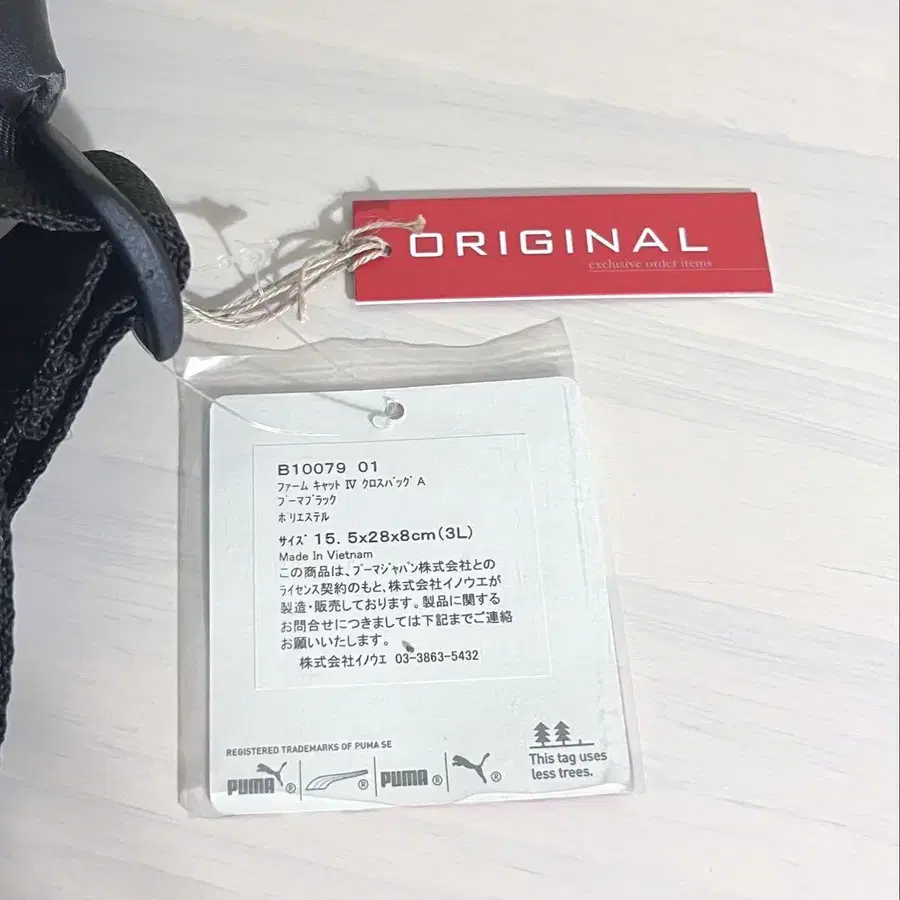 ORIGINAL
exclusive order items
B10079 01
ファーム キャット Ⅳ クロスバッグ A
プーマブラック
ポリエステル
サイズ 15.5x28x8cm(3L)
Made In Vietnam
この商品は、プーマジャパン株式会社との
ライセンス契約のもと、株式会社イノウエが
製造・販売しております。製品に関する
お問合せにつきましては下記までご連絡
お願いいたします。
株式会社イノウエ 03-3863-5432
REGISTERED TRADEMARKS OF PUMA SE
PUMA® ® PUMA® ®
This tag uses
less trees.